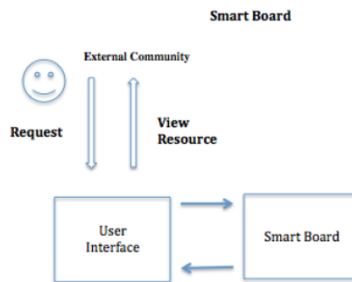 Smart Board
External Community
Request
View
Resource
User
Interface
Smart Board